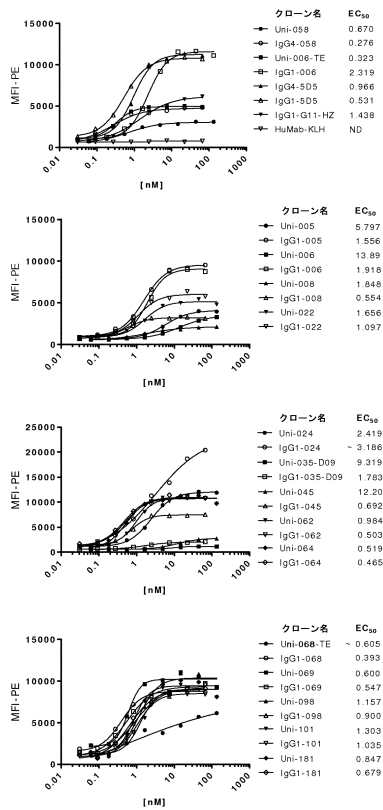 クローン名 EC50
Uni-058 0.670
IgG4-058 0.276
Uni-006-TE 0.323
IgG1-006 2.319
IgG4-5D5 0.966
IgG1-5D5 0.531
IgG1-G11-HZ 1.438
HuMab-KLH ND
MFI-PE
15000
10000
5000
0
0.01 0.1 1 10 100 1000
[nM]
クローン名 EC50
Uni-005 5.797
IgG1-005 1.556
Uni-006 13.89
IgG1-006 1.918
Uni-008 1.848
IgG1-008 0.554
Uni-022 1.656
IgG1-022 1.097
MFI-PE
15000
10000
5000
0
0.01 0.1 1 10 100 1000
[nM]
クローン名 EC50
Uni-024 2.419
IgG1-024 ~ 3.186
Uni-035-D09 9.319
IgG1-035-D09 1.783
Uni-045 12.20
IgG1-045 0.692
Uni-062 0.984
IgG1-062 0.503
Uni-064 0.519
IgG1-064 0.465
MFI-PE
25000
20000
15000
10000
5000
0
0.01 0.1 1 10 100 1000
[nM]
クローン名 EC50
Uni-068-TE ~ 0.605
IgG1-068 0.393
Uni-069 0.600
IgG1-069 0.547
Uni-098 1.157
IgG1-098 0.900
Uni-101 1.303
IgG1-101 1.035
Uni-181 0.847
IgG1-181 0.679
MFI-PE
15000
10000
5000
0
0.01 0.1 1 10 100 1000
[nM]